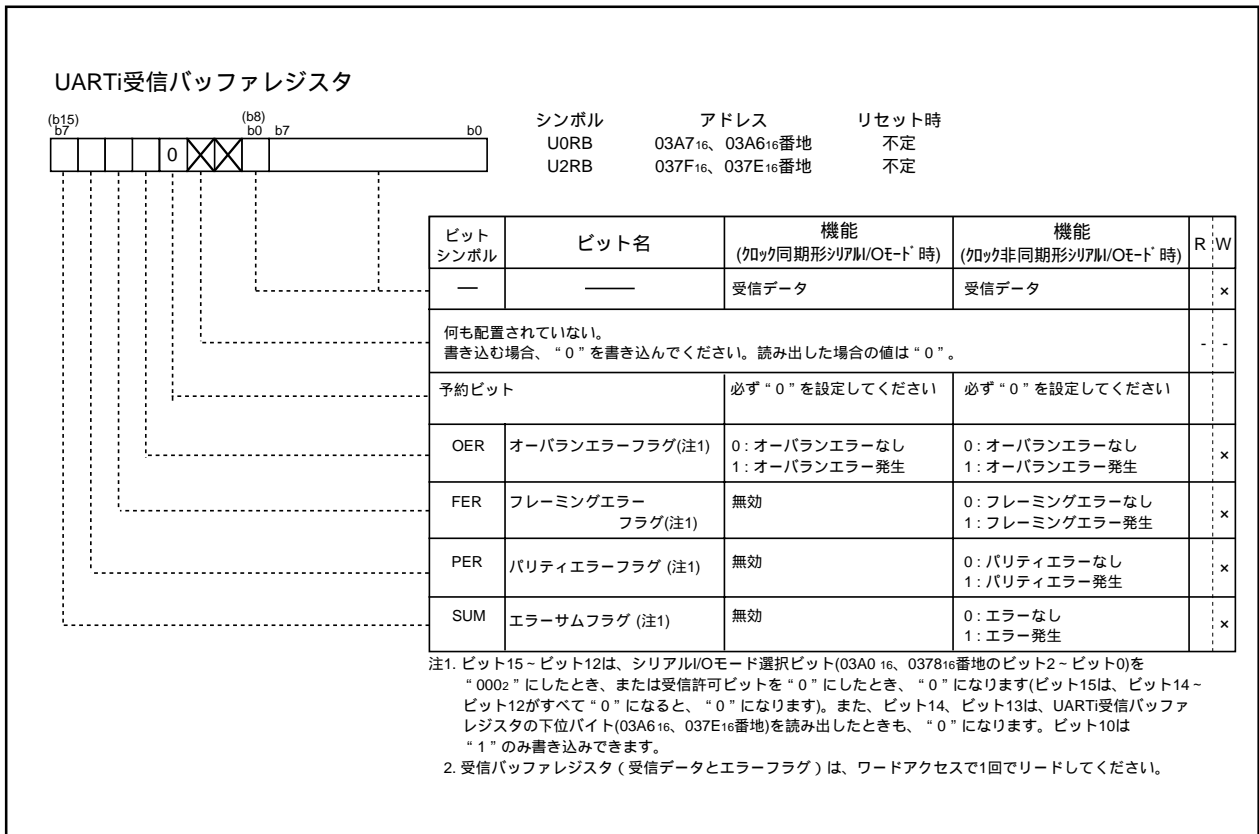 UARTi受信バッファレジスタ
(b15)
b7
(b8)
b0 b7
b0
0
シンボル アドレス リセット時
U0RB 03A716、03A616番地 不定
U2RB 037F16、037E16番地 不定
ビット
シンボル
ビット名
機能
(クロック同期形シリアルI/Oモード時)
機能
(クロック非同期形シリアルI/Oモード時)
R W
― ――― 受信データ 受信データ ×
何も配置されていない。
書き込む場合、“0”を書き込んでください。読み出した場合の値は“0”。
- -
予約ビット 必ず“0”を設定してください 必ず“0”を設定してください
OER オーバランエラーフラグ(注1) 0:オーバランエラーなし 0:オーバランエラーなし
1:オーバランエラー発生 1:オーバランエラー発生 ×
FER フレーミングエラー 無効 0:フレーミングエラーなし
フラグ(注1) 1:フレーミングエラー発生 ×
PER パリティエラーフラグ (注1) 無効 0:パリティエラーなし
1:パリティエラー発生 ×
SUM エラーサムフラグ (注1) 無効 0:エラーなし
1:エラー発生 ×
注1. ビット15~ビット12は、シリアルI/Oモード選択ビット(03A0 16、037816番地のビット2~ビット0)を
“0002”にしたとき、または受信許可ビットを“0”にしたとき、“0”になります(ビット15は、ビット14~
ビット12がすべて“0”になると、“0”になります)。また、ビット14、ビット13は、UARTi受信バッファ
レジスタの下位バイト(03A616、037E16番地)を読み出したときも、“0”になります。ビット10は
“1”のみ書き込みできます。
2. 受信バッファレジスタ(受信データとエラーフラグ)は、ワードアクセスで1回でリードしてください。